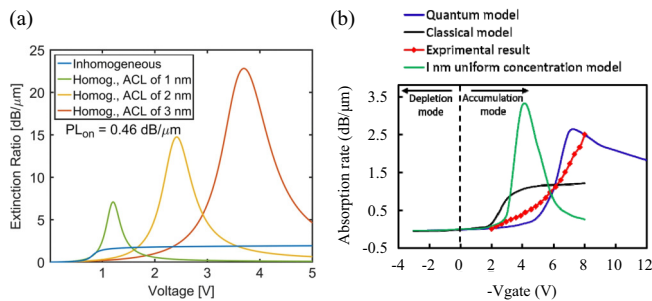 (a)
Extinction Ratio [dB/μm]
25
20
15
10
5
0
Inhomogeneous
Homog., ACL of 1 nm
Homog., ACL of 2 nm
Homog., ACL of 3 nm
PLon = 0.46 dB/μm
0
1
2
3
4
5
Voltage [V]
(b)
Quantum model
Classical model
Exprimental result
I nm uniform concentration model
Absorption rate (dB/μm)
3.5
2.5
1.5
0.5
-0.5
Depletion
mode
Accumulation
mode
-4
-2
0
2
4
6
8
10
12
-Vgate (V)